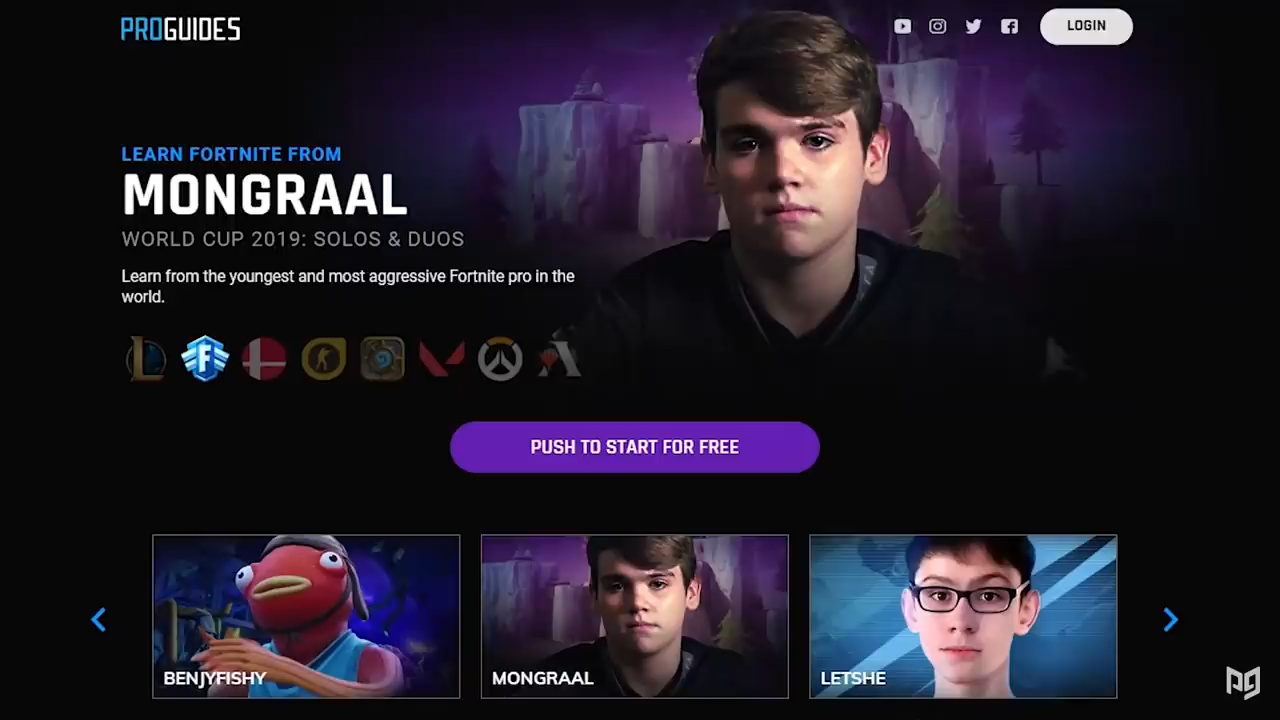 PROGUIDES
LOGIN
LEARN FORTNITE FROM
MONGRAAL
WORLD CUP 2019: SOLOS & DUOS
Learn from the youngest and most aggressive Fortnite pro in the
world.
PUSH TO START FOR FREE
BENJYFISHY
MONGRAAL
LETSHE